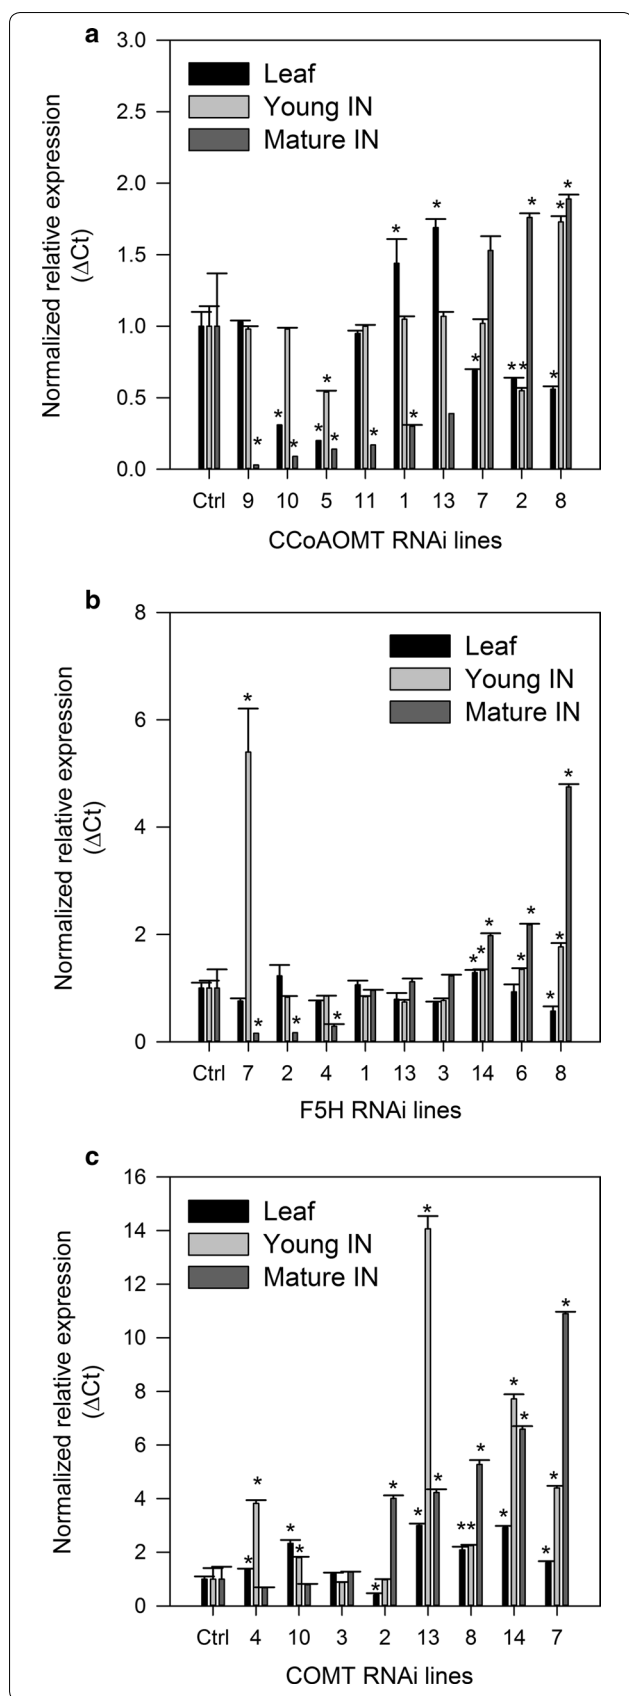 a
3.0
2.5
2.0
1.5
1.0
0.5
0.0
Normalized relative expression
(ΔCt)
Leaf
Young IN
Mature IN
* * * * * * * * * * * * * * * *
Ctrl 9 10 5 11 1 13 7 2 8
CCoAOMT RNAi lines
b
8
6
4
2
0
Normalized relative expression
(ΔCt)
Leaf
Young IN
Mature IN
* * * * * * * * * * * *
Ctrl 7 2 4 1 13 3 14 6 8
F5H RNAi lines
c
16
14
12
10
8
6
4
2
0
Normalized relative expression
(ΔCt)
Leaf
Young IN
Mature IN
* * * * * * * * * * * * * * * * * *
Ctrl 4 10 3 2 13 8 14 7
COMT RNAi lines